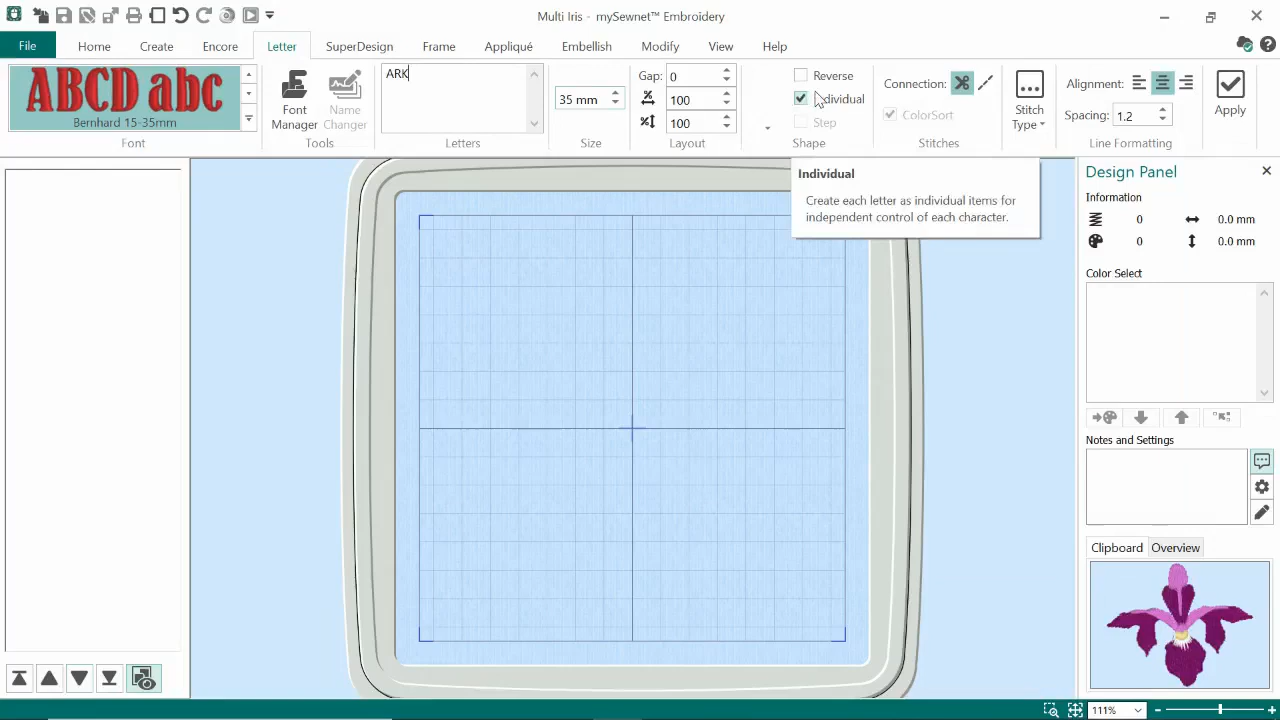 Multi Iris - mySewnet™ Embroidery
File Home Create Encore Letter SuperDesign Frame Appliqué Embellish Modify View Help
ABCD abc
Bernhard 15-35mm
Font
Font Manager
Name Changer
Tools
ARK
Letters
35 mm
Size
Gap: 0
100
100
Layout
Reverse
Individual
Step
Shape
Connection:
ColorSort
Stitches
Stitch Type
Alignment:
Spacing: 1.2
Line Formatting
Apply
Individual
Create each letter as individual items for
independent control of each character.
Design Panel
Information
0 0.0 mm
0 0.0 mm
Color Select
Notes and Settings
Clipboard Overview
111%